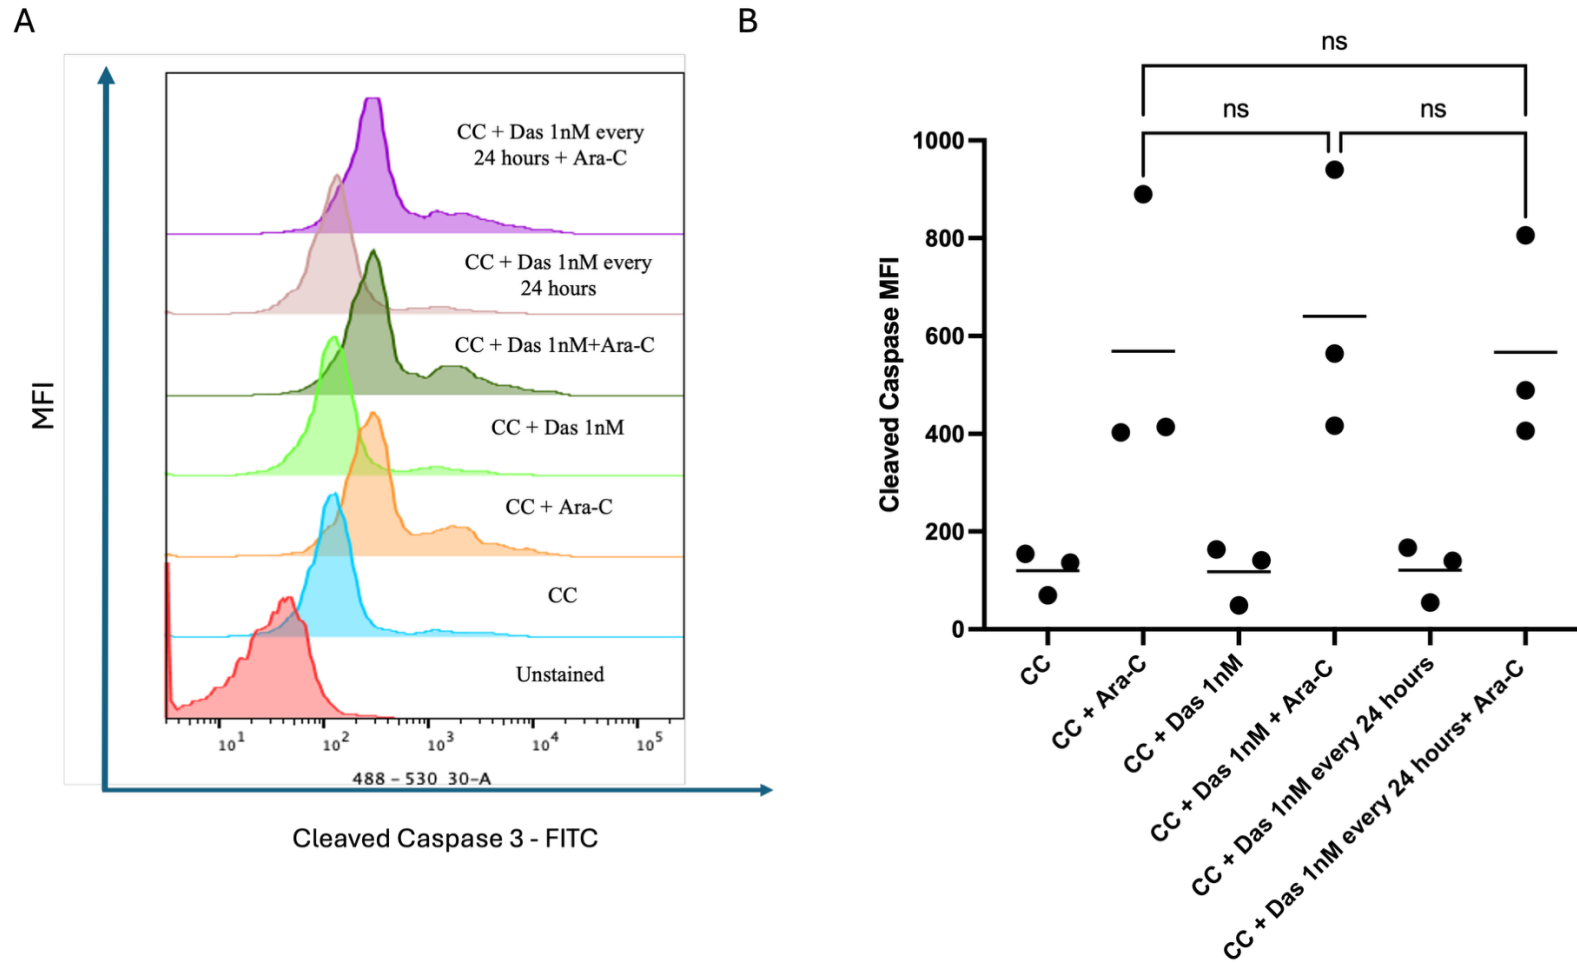 A
CC + Das 1nM every
24 hours + Ara-C
CC + Das 1nM every
24 hours
CC + Das 1nM+Ara-C
CC + Das 1nM
CC + Ara-C
CC
Unstained
MFI
10^1 10^2 10^3 10^4 10^5
488 - 530 30-A
Cleaved Caspase 3 - FITC
B
ns
ns ns
1000
800
600
400
200
0
Cleaved Caspase MFI
CC
CC + Ara-C
CC + Das 1nM
CC + Das 1nM + Ara-C
CC + Das 1nM every 24 hours
CC + Das 1nM every 24 hours+ Ara-C